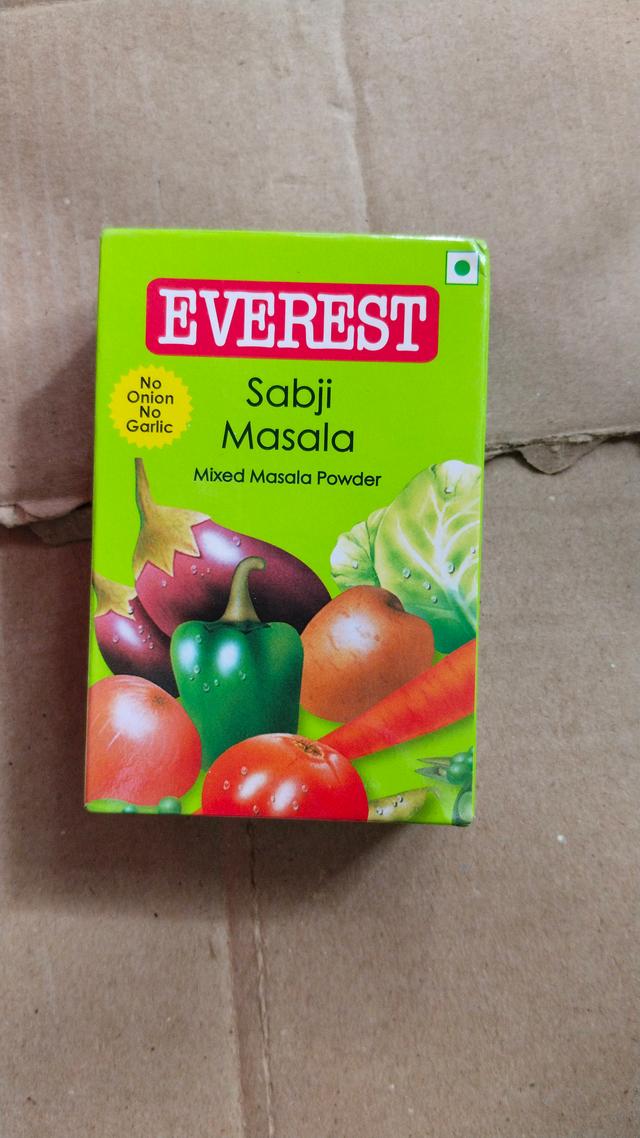 EVEREST
No
Onion
No
Garlic
Sabji
Masala
Mixed Masala Powder